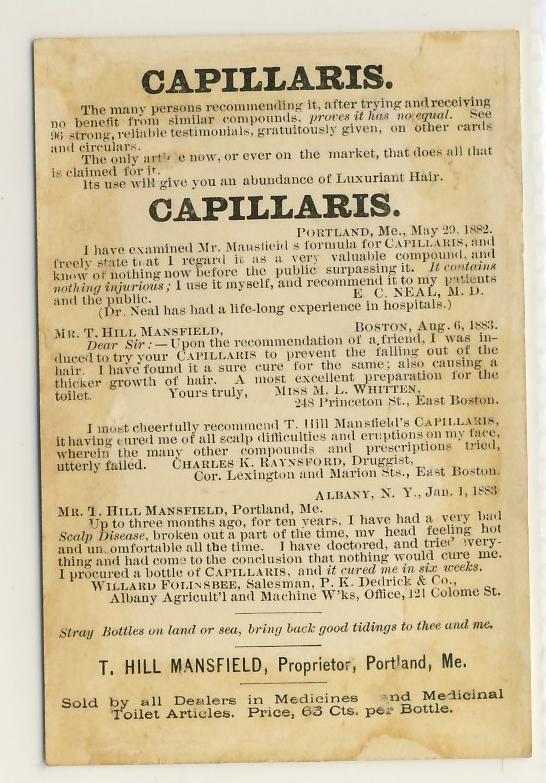 CAPILLARIS.
The many persons recommending it, after trying and receiving
no benefit from similar compounds, proves it has no equal. See
96 strong, reliable testimonials, gratuitously given, on other cards
and circulars.
The only article now, or ever on the market, that does all that
is claimed for it.
Its use will give you an abundance of Luxuriant Hair.
CAPILLARIS.
PORTLAND, Me., May 29, 1882.
I have examined Mr. Mansfield s formula for CAPILLARIS, and
freely state that I regard it as a very valuable compound, and
know of nothing now before the public surpassing it. It contains
nothing injurious; I use it myself, and recommend it to my patients
and the public. E. C. NEAL, M. D.
(Dr. Neal has had a life-long experience in hospitals.)
MR. T. HILL MANSFIELD, BOSTON, Aug. 6, 1883.
Dear Sir:—Upon the recommendation of a friend, I was in-
duced to try your CAPILLARIS to prevent the falling out of the
hair. I have found it a sure cure for the same; also causing a
thicker growth of hair. A most excellent preparation for the
toilet. Yours truly, MISS M. L. WHITTEN,
248 Princeton St., East Boston.
I most cheerfully recommend T. Hill Mansfield's CAPILLARIS,
it having cured me of all scalp difficulties and eruptions on my face,
wherein the many other compounds and prescriptions tried,
utterly failed. CHARLES K. RAYNSFORD, Druggist,
Cor. Lexington and Marion Sts., East Boston.
ALBANY, N. Y., Jan. 1, 1883
MR. T. HILL MANSFIELD, Portland, Me.
Up to three months ago, for ten years, I have had a very bad
Scalp Disease, broken out a part of the time, my head feeling hot
and uncomfortable all the time. I have doctored, and tried every-
thing and had come to the conclusion that nothing would cure me.
I procured a bottle of CAPILLARIS, and it cured me in six weeks.
WILLARD FOLINSBEE, Salesman, P. K. Dedrick & Co.,
Albany Agricult'l and Machine W'ks, Office, 121 Colome St.
Stray Bottles on land or sea, bring back good tidings to thee and me.
T. HILL MANSFIELD, Proprietor, Portland, Me.
Sold by all Dealers in Medicines and Medicinal
Toilet Articles. Price, 63 Cts. per Bottle.